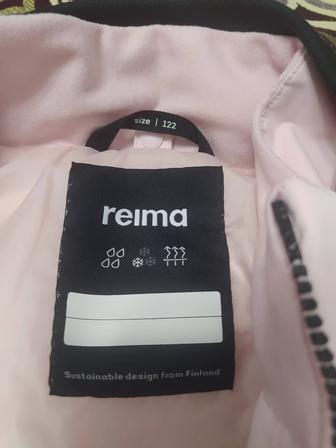 size | 122
reima
Sustainable design from Finland